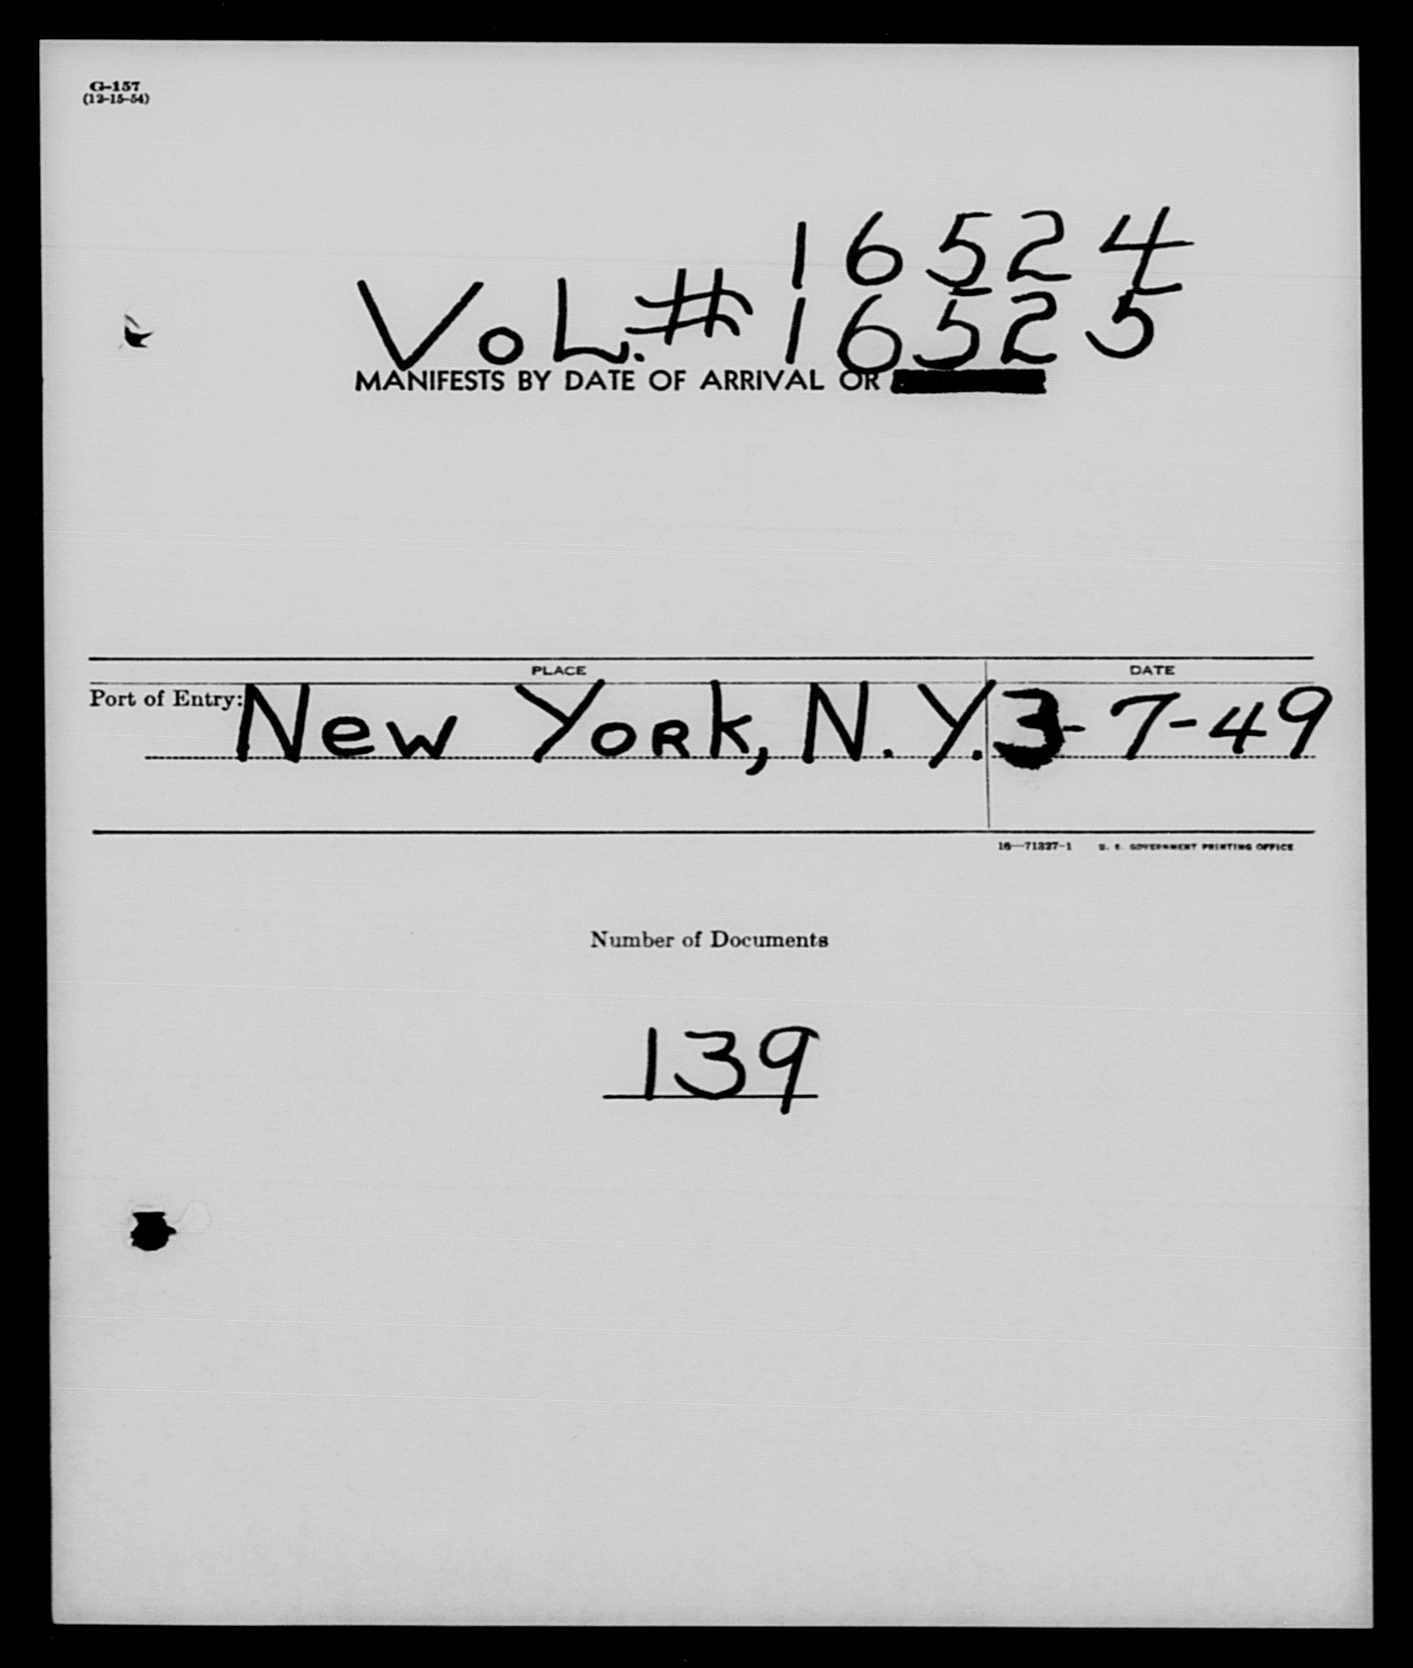 G-157
(12-15-54)
16524
VoL.# 16525
MANIFESTS BY DATE OF ARRIVAL OR
PLACE DATE
Port of Entry: New York, N.Y. 3-7-49
16—71327-1 U. S. GOVERNMENT PRINTING OFFICE
Number of Documents
139